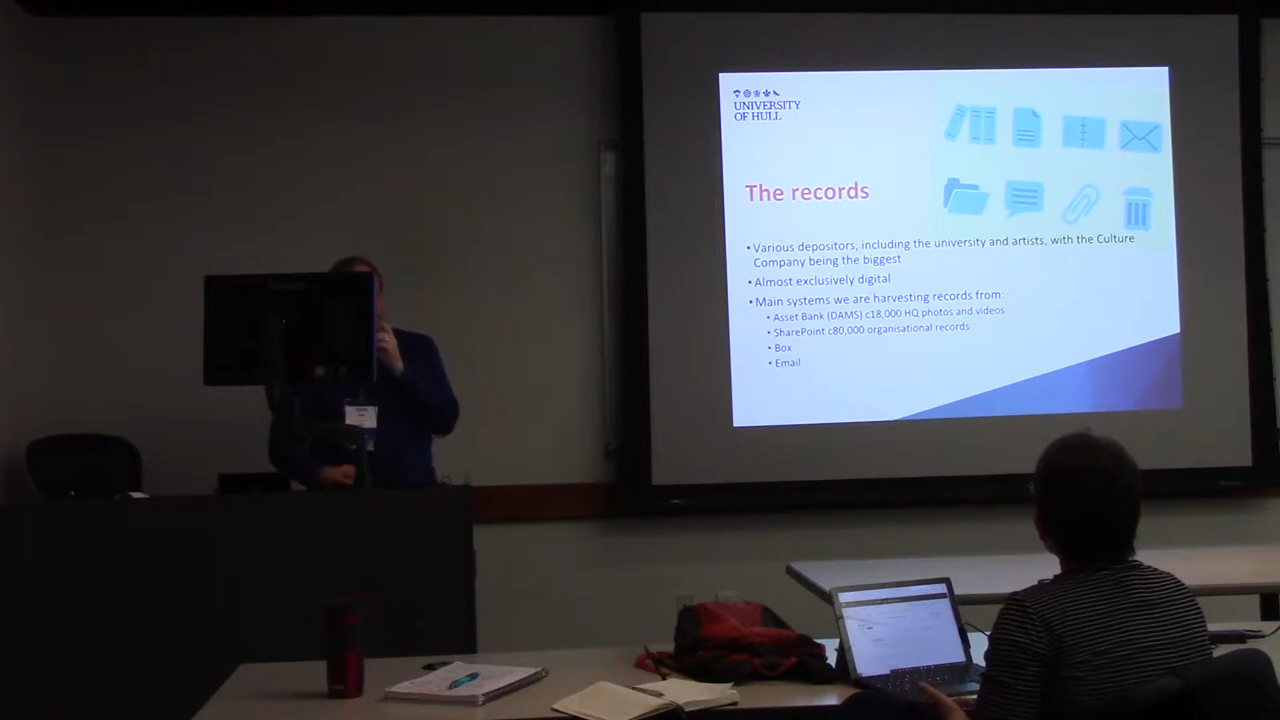 UNIVERSITY
OF HULL
The records
• Various depositors, including the university and artists, with the Culture
Company being the biggest
• Almost exclusively digital
• Main systems we are harvesting records from:
• Asset Bank (DAMS) c18,000 HQ photos and videos
• SharePoint c80,000 organisational records
• Box
• Email